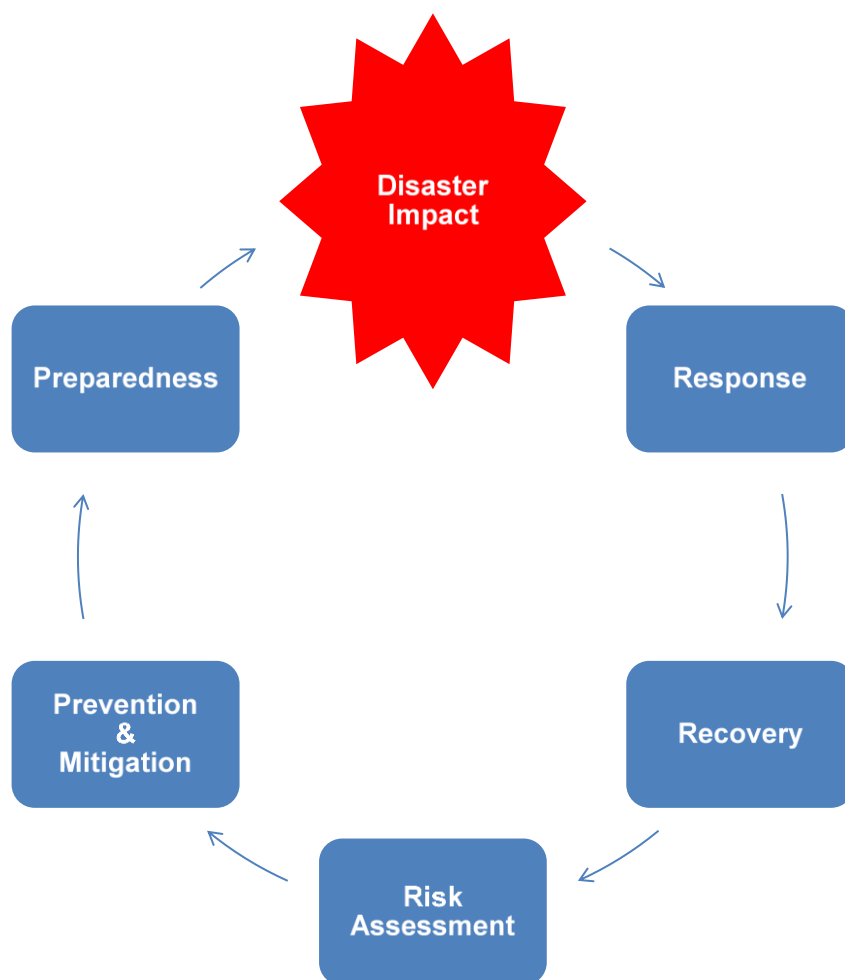 Disaster
Impact
Preparedness
Response
Prevention
&
Mitigation
Recovery
Risk
Assessment